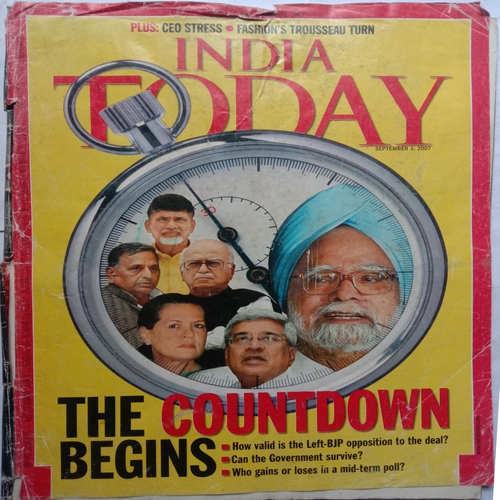 PLUS: CEO STRESS • FASHION'S TROUSSEAU TURN
INDIA
TODAY
SEPTEMBER 3, 2007
30
THE COUNTDOWN
BEGINS
How valid is the Left-BJP opposition to the deal?
Can the Government survive?
Who gains or loses in a mid-term poll?